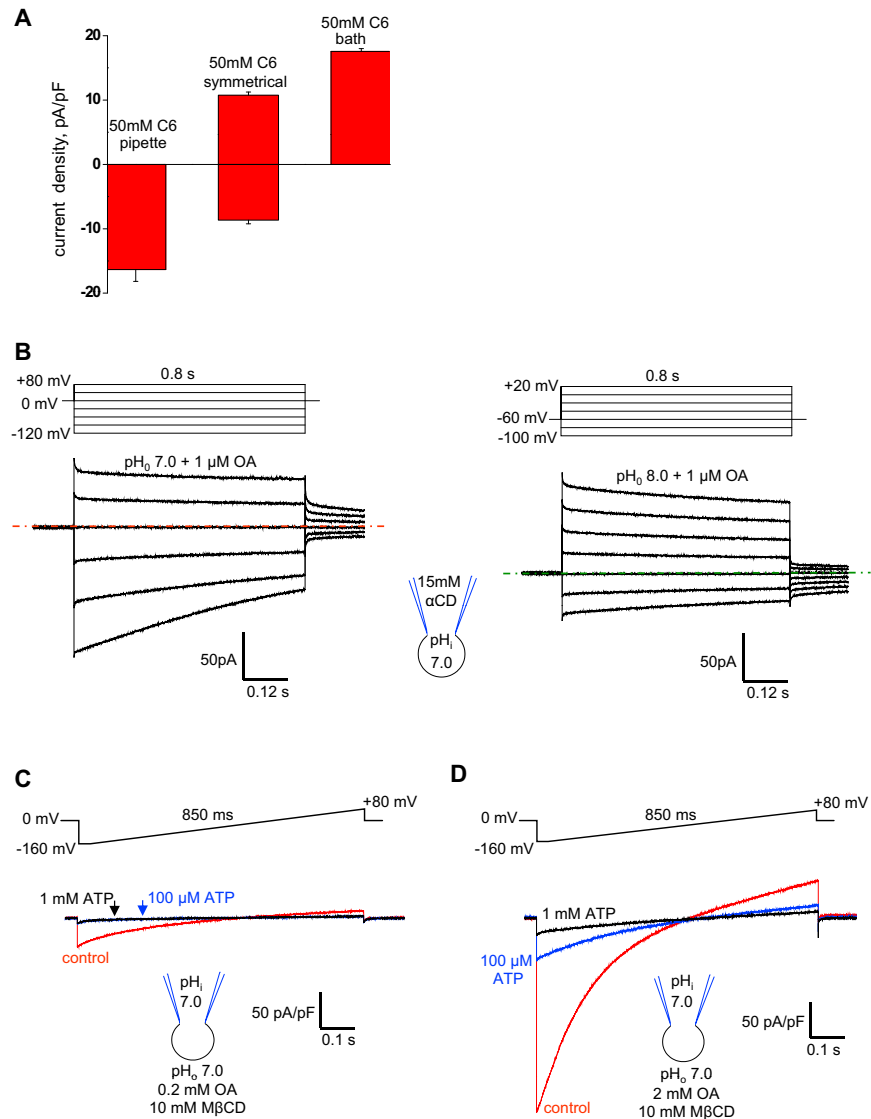 A
50mM C6
bath
50mM C6
symmetrical
50mM C6
pipette
current density, pA/pF
20
10
0
-10
-20
B
+80 mV
0 mV
-120 mV
0.8 s
pH0 7.0 + 1 μM OA
50pA
0.12 s
15mM
αCD
pHi
7.0
+20 mV
-60 mV
-100 mV
0.8 s
pH0 8.0 + 1 μM OA
50pA
0.12 s
C
0 mV
-160 mV
850 ms
+80 mV
1 mM ATP
100 μM ATP
control
pHi
7.0
pHo 7.0
0.2 mM OA
10 mM MβCD
50 pA/pF
0.1 s
D
0 mV
-160 mV
850 ms
+80 mV
1 mM ATP
100 μM
ATP
control
pHi
7.0
pHo 7.0
2 mM OA
10 mM MβCD
50 pA/pF
0.1 s